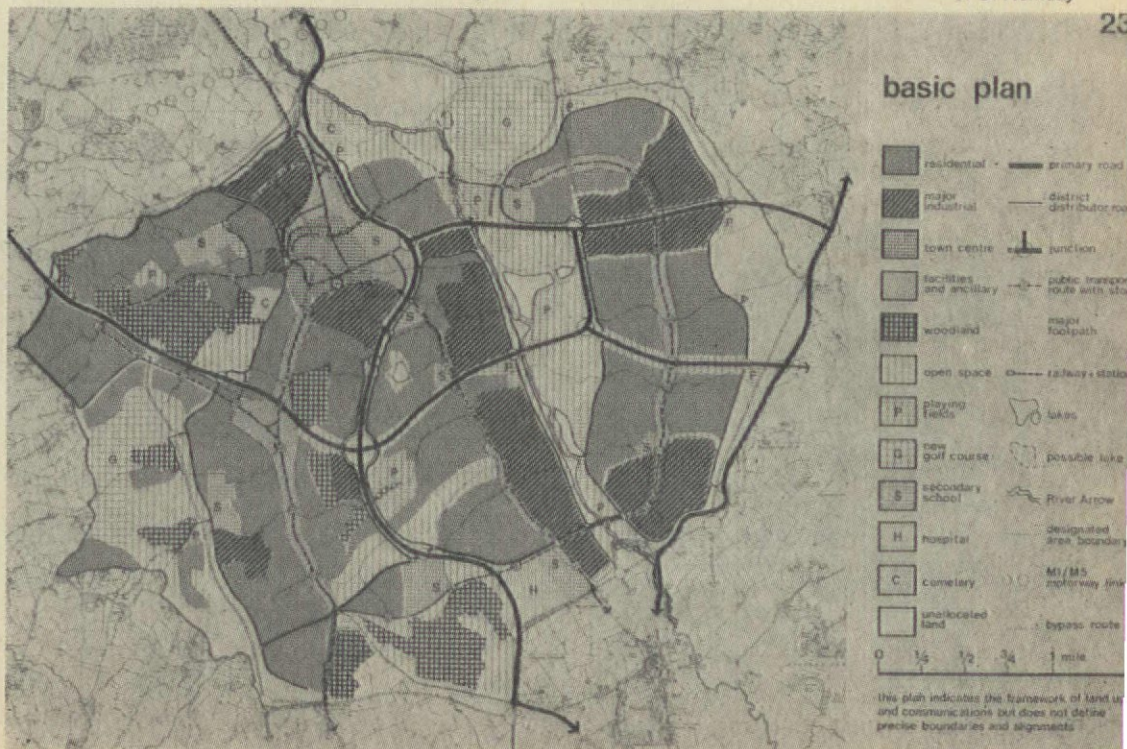 23
basic plan
residential
primary road
major
industrial
district
distributor
town centre
junction
facilities
and ancillary
public transport
route with
woodland
major
footpath
open space
railway + station
P
playing
fields
lakes
G
new
golf course
possible lake
S
secondary
school
River Arrow
H
hospital
designated
area boundary
C
cemetery
M1/M5
motorway
unallocated
land
bypass route
0 1/4 1/2 3/4 1 mile
this plan indicates the framework of land
and communications but does not define
precise boundaries and alignments